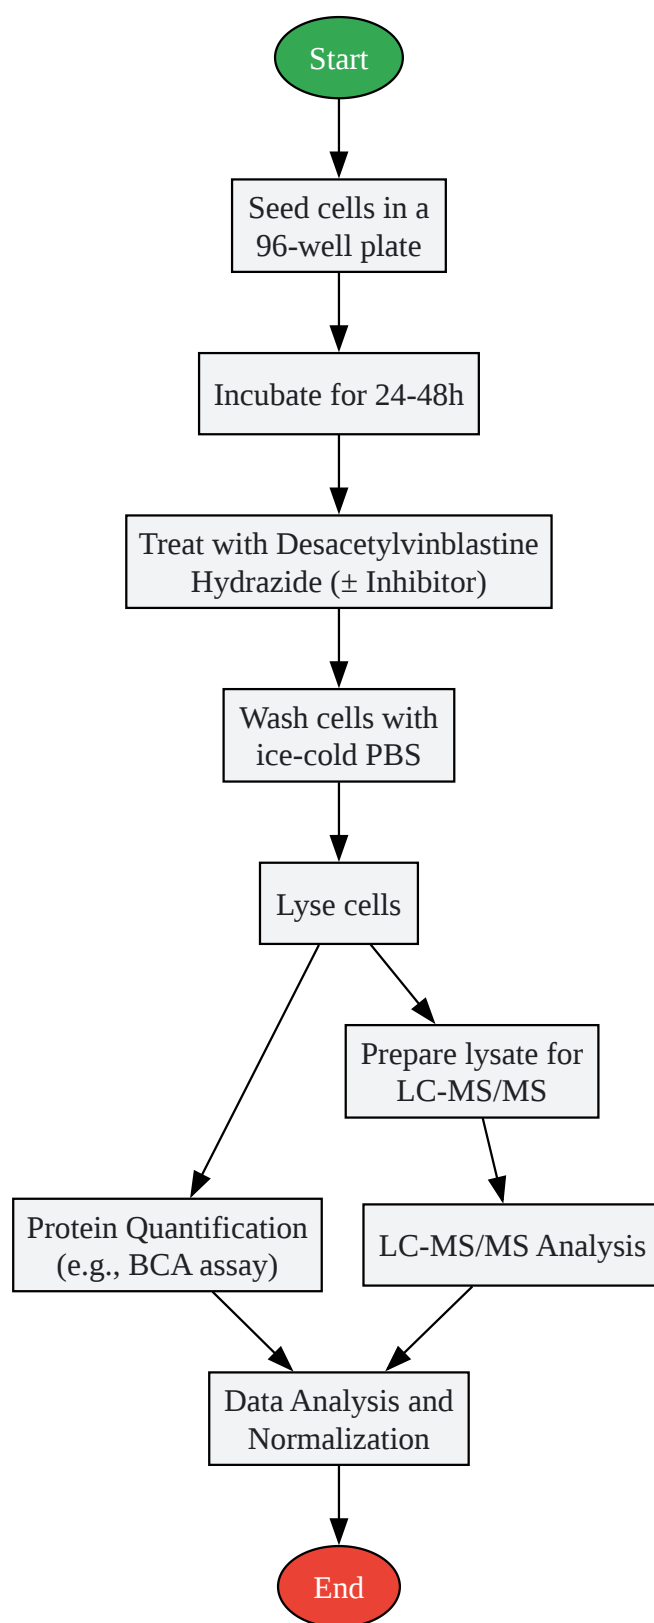 Start
Seed cells in a
96-well plate
Incubate for 24-48h
Treat with Desacetylvinblastine
Hydrazide (± Inhibitor)
Wash cells with
ice-cold PBS
Lyse cells
Prepare lysate for
LC-MS/MS
Protein Quantification
(e.g., BCA assay)
LC-MS/MS Analysis
Data Analysis and
Normalization
End